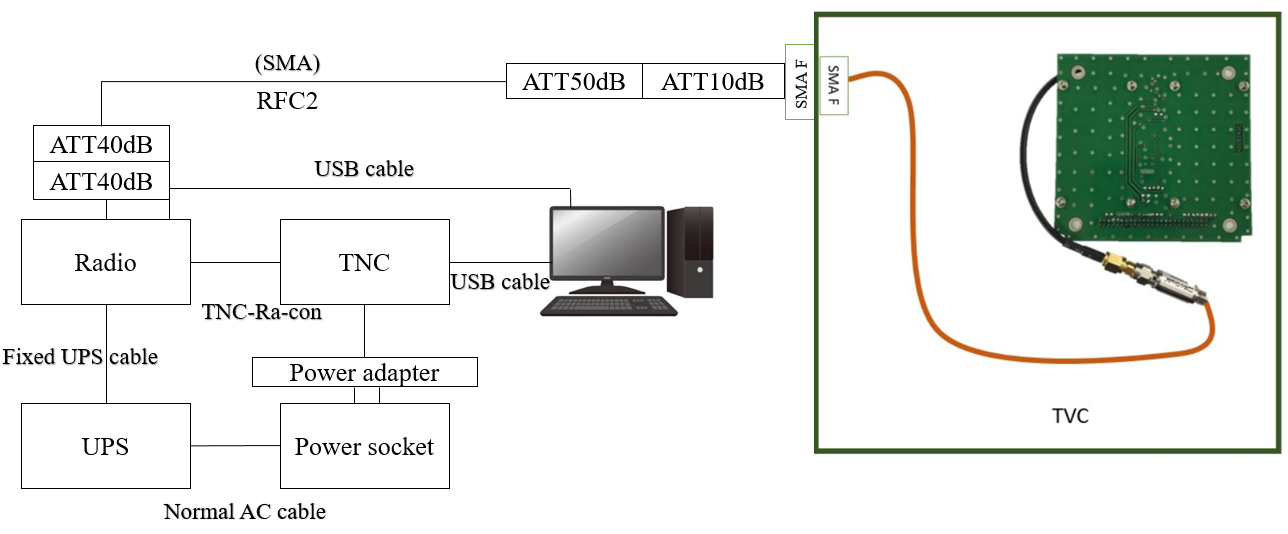 (SMA)
RFC2
ATT50dB
ATT10dB
SMA F
SMA F
ATT40dB
ATT40dB
USB cable
Radio
TNC
USB cable
TNC-Ra-con
Fixed UPS cable
Power adapter
UPS
Power socket
Normal AC cable
TVC